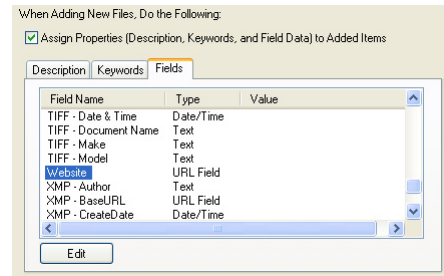 When Adding New Files, Do the Following:
Assign Properties (Description, Keywords, and Field Data) to Added Items
Description Keywords Fields
Field Name Type Value
TIFF - Date & Time Date/Time
TIFF - Document Name Text
TIFF - Make Text
TIFF - Model Text
Website URL Field
XMP - Author Text
XMP - BaseURL URL Field
XMP - CreateDate Date/Time
Edit